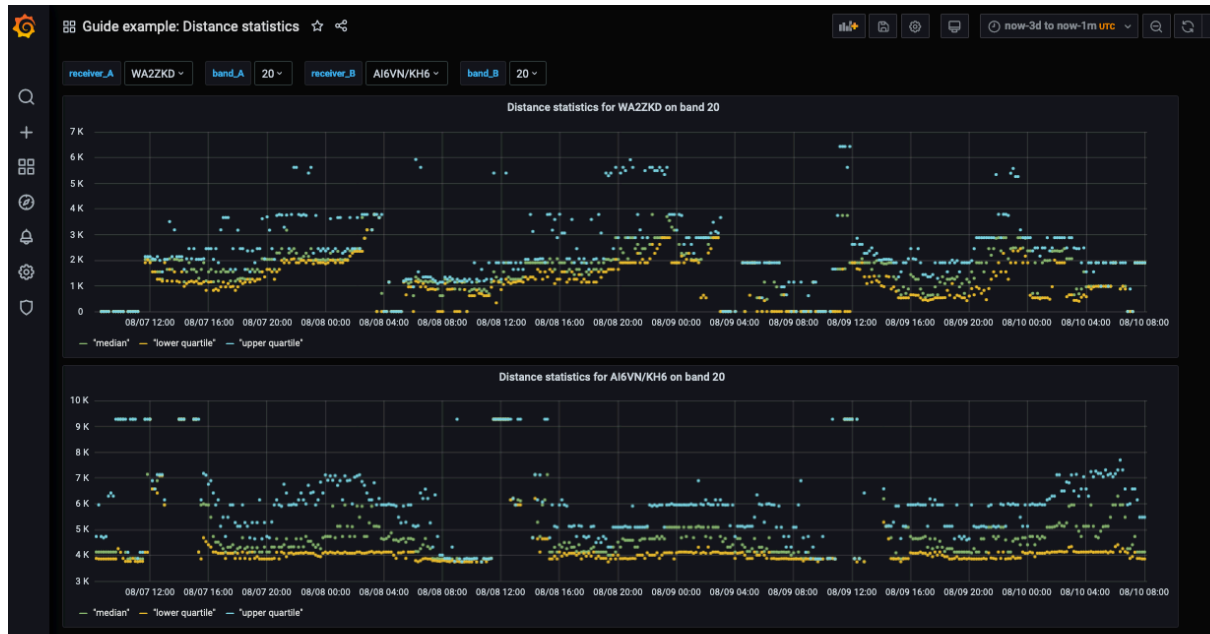 Guide example: Distance statistics
now-3d to now-1m UTC
receiver_A WA2ZKD band_A 20 receiver_B AI6VN/KH6 band_B 20
Distance statistics for WA2ZKD on band 20
7 K
6 K
5 K
4 K
3 K
2 K
1 K
0
08/07 12:00 08/07 16:00 08/07 20:00 08/08 00:00 08/08 04:00 08/08 08:00 08/08 12:00 08/08 16:00 08/08 20:00 08/09 00:00 08/09 04:00 08/09 08:00 08/09 12:00 08/09 16:00 08/09 20:00 08/10 00:00 08/10 04:00 08/10 08:00
"median" "lower quartile" "upper quartile"
Distance statistics for AI6VN/KH6 on band 20
10 K
9 K
8 K
7 K
6 K
5 K
4 K
3 K
08/07 12:00 08/07 16:00 08/07 20:00 08/08 00:00 08/08 04:00 08/08 08:00 08/08 12:00 08/08 16:00 08/08 20:00 08/09 00:00 08/09 04:00 08/09 08:00 08/09 12:00 08/09 16:00 08/09 20:00 08/10 00:00 08/10 04:00 08/10 08:00
"median" "lower quartile" "upper quartile"